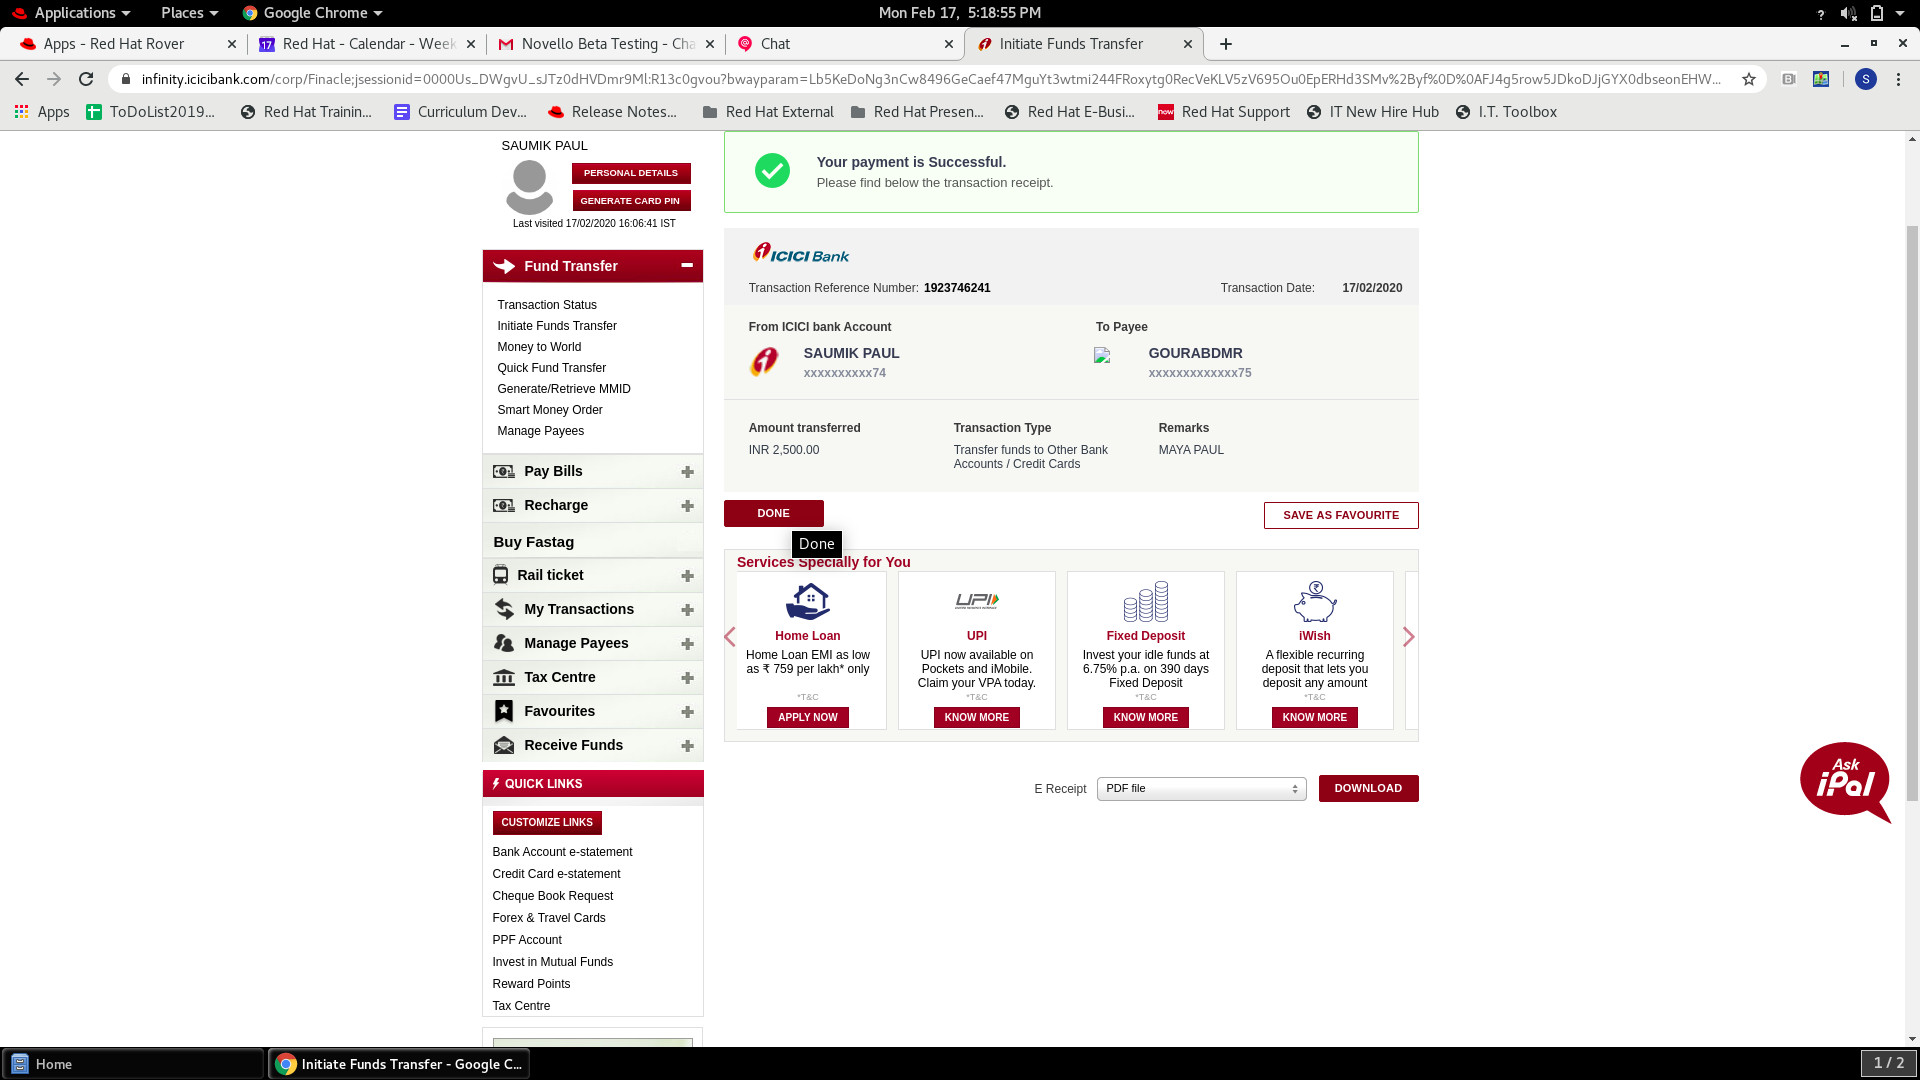 Applications
Places
Google Chrome
Mon Feb 17, 5:18:55 PM
Apps - Red Hat Rover
Red Hat - Calendar - Week
Novello Beta Testing - Cha
Chat
Initiate Funds Transfer
infinity.icicibank.com/corp/Finacle;jsessionid=0000Us_DWgvU_sJTz0dHVDmr9Ml:R13c0gvou?bwayparam=Lb5KeDoNg3nCw8496GeCaef47MguYt3wtmi244FRoxytg0RecVeKLV5zV695Ou0EpERHd3SMv%2Byf%0D%0AFJ4g5row5JDkoDJjGYX0dbseonEHW...
S
Apps
ToDoList2019...
Red Hat Trainin...
Curriculum Dev...
Release Notes...
Red Hat External
Red Hat Presen...
Red Hat E-Busi...
now
Red Hat Support
IT New Hire Hub
I.T. Toolbox
SAUMIK PAUL
PERSONAL DETAILS
GENERATE CARD PIN
Last visited 17/02/2020 16:06:41 IST
Fund Transfer
Transaction Status
Initiate Funds Transfer
Money to World
Quick Fund Transfer
Generate/Retrieve MMID
Smart Money Order
Manage Payees
Pay Bills
Recharge
Buy Fastag
Rail ticket
My Transactions
Manage Payees
Tax Centre
Favourites
Receive Funds
QUICK LINKS
CUSTOMIZE LINKS
Bank Account e-statement
Credit Card e-statement
Cheque Book Request
Forex & Travel Cards
PPF Account
Invest in Mutual Funds
Reward Points
Tax Centre
Your payment is Successful.
Please find below the transaction receipt.
ICICI Bank
Transaction Reference Number: 1923746241
Transaction Date: 17/02/2020
From ICICI bank Account
To Payee
SAUMIK PAUL
GOURABDMR
xxxxxxxxxx74
xxxxxxxxxxxxx75
Amount transferred
Transaction Type
Remarks
INR 2,500.00
Transfer funds to Other Bank
Accounts / Credit Cards
MAYA PAUL
DONE
SAVE AS FAVOURITE
Done
Services Specially for You
Home Loan
Home Loan EMI as low
as ₹ 759 per lakh* only
*T&C
APPLY NOW
UPI
UPI
UPI now available on
Pockets and iMobile.
Claim your VPA today.
*T&C
KNOW MORE
Fixed Deposit
Invest your idle funds at
6.75% p.a. on 390 days
Fixed Deposit
*T&C
KNOW MORE
iWish
A flexible recurring
deposit that lets you
deposit any amount
*T&C
KNOW MORE
E Receipt
PDF file
DOWNLOAD
Ask
iPal
Home
Initiate Funds Transfer - Google C...
1 / 2